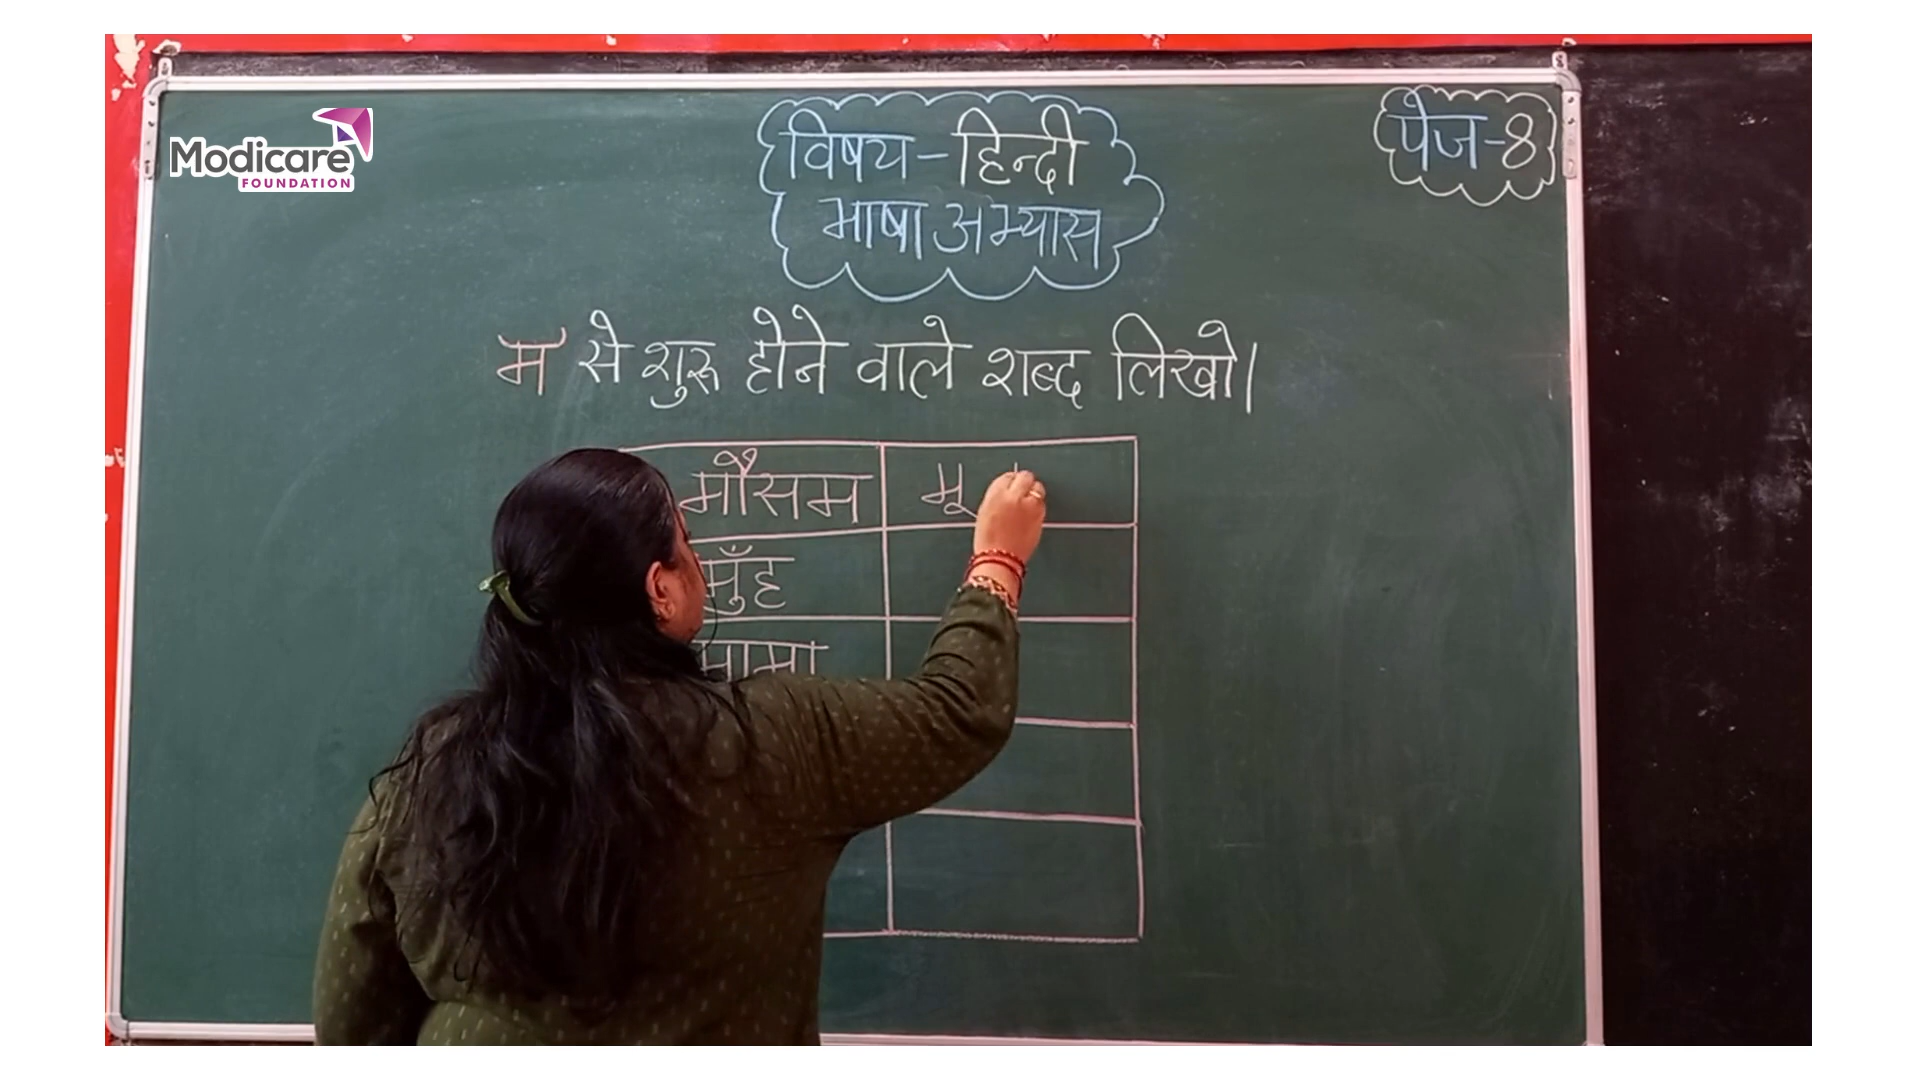 Modicare
FOUNDATION
विषय-हिन्दी
भाषा अभ्यास
पेज-8
म से शुरू होने वाले शब्द लिखो।
मौसम मू
मुँह
मामा